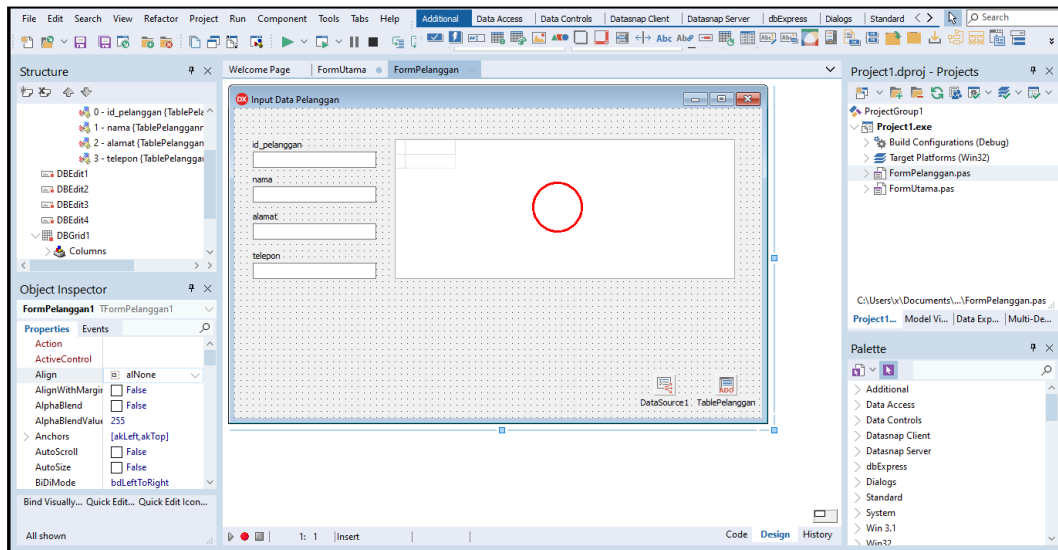 File Edit Search View Refactor Project Run Component Tools Tabs Help Additional Data Access Data Controls Datasnap Client Datasnap Server dbExpress Dialogs Standard Search
Structure
0 - id_pelanggan {TablePela
1 - nama {TablePelanggann
2 - alamat {TablePelanggan
3 - telepon {TablePelanggar
DBEdit1
DBEdit2
DBEdit3
DBEdit4
DBGrid1
Columns
Object Inspector
FormPelanggan1 TFormPelanggan1
Properties Events
Action
ActiveControl
Align alNone
AlignWithMargin False
AlphaBlend False
AlphaBlendValue 255
Anchors [akLeft,akTop]
AutoScroll False
AutoSize False
BiDiMode bdLeftToRight
Bind Visually... Quick Edit... Quick Edit Icon...
All shown
Welcome Page FormUtama FormPelanggan
DX Input Data Pelanggan
id_pelanggan
nama
alamat
telepon
DataSource1 TablePelanggan
1: 1 Insert
Code Design History
Project1.dproj - Projects
ProjectGroup1
Project1.exe
Build Configurations (Debug)
Target Platforms (Win32)
FormPelanggan.pas
FormUtama.pas
C:\Users\x\Documents\...\FormPelanggan.pas
Project1... Model Vi... Data Exp... Multi-De...
Palette
Additional
Data Access
Data Controls
Datasnap Client
Datasnap Server
dbExpress
Dialogs
Standard
System
Win 3.1
Win32